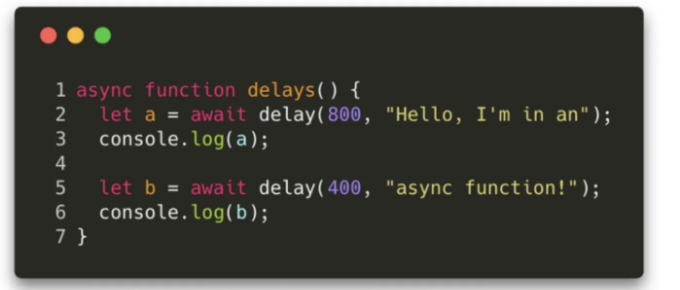 1 async function delays() {
2   let a = await delay(800, "Hello, I'm in an");
3   console.log(a);
4
5   let b = await delay(400, "async function!");
6   console.log(b);
7 }